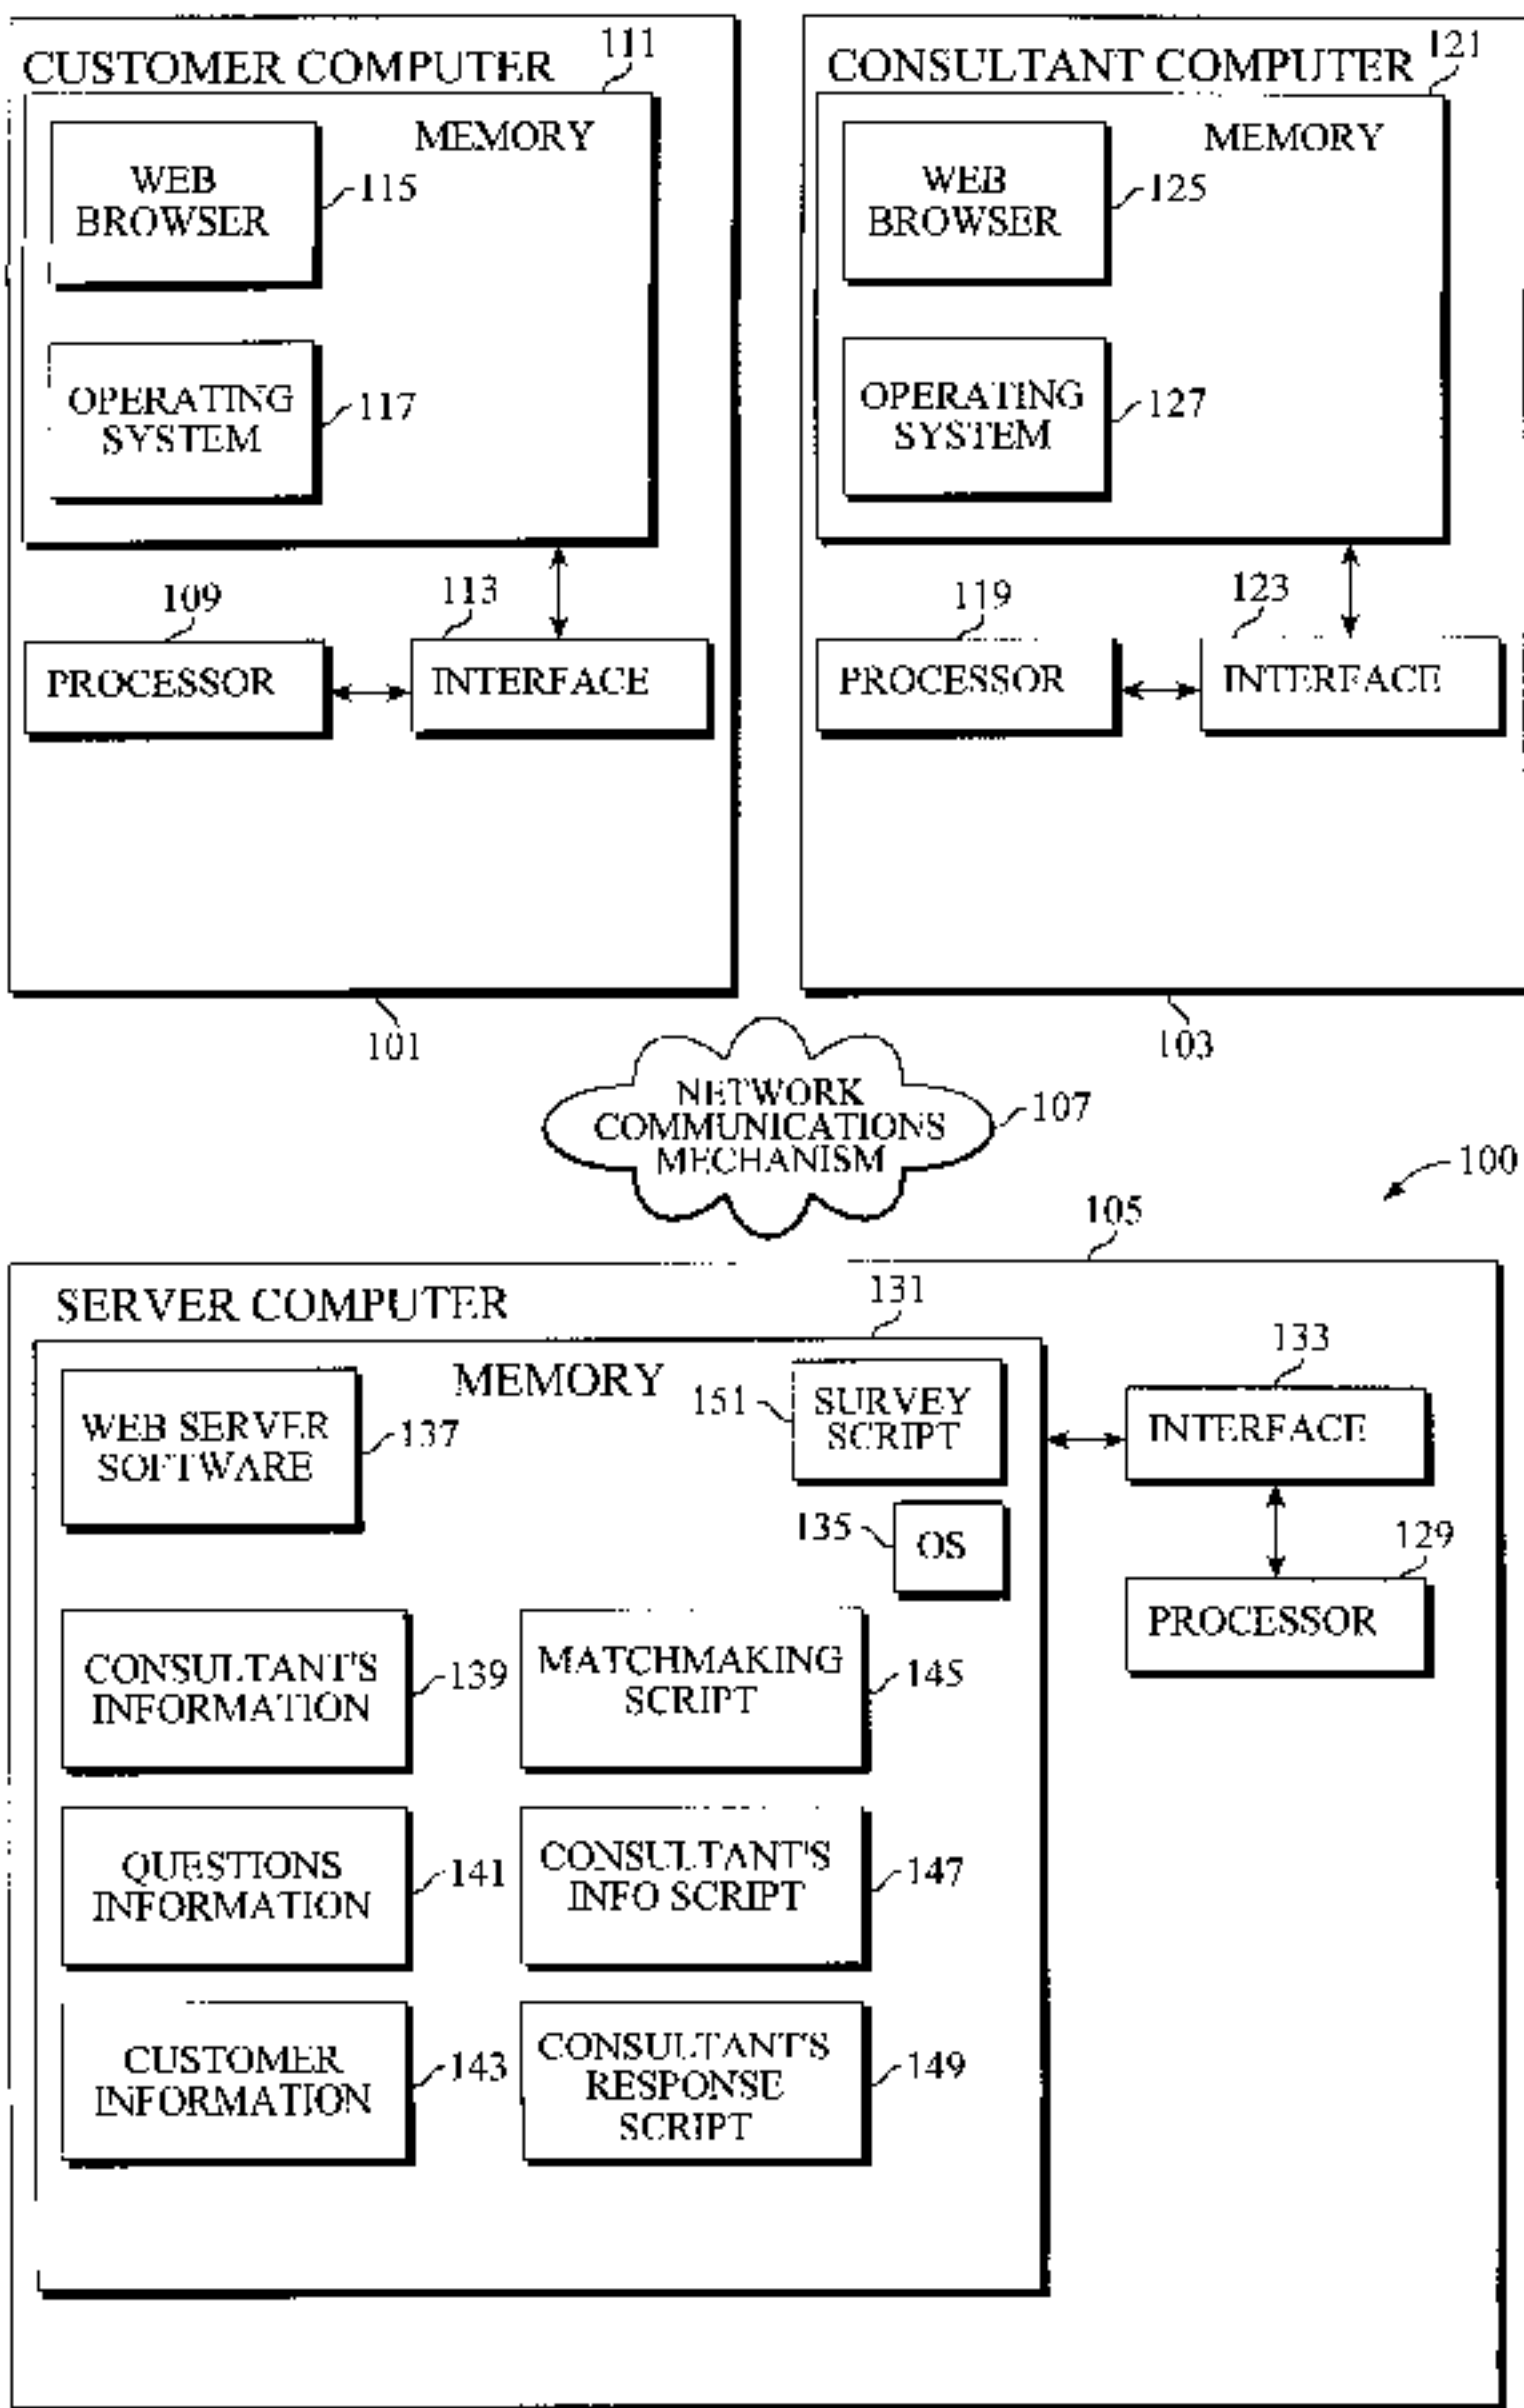 CUSTOMER COMPUTER
111
MEMORY
WEB
BROWSER
115
OPERATING
SYSTEM
117
109
PROCESSOR
113
INTERFACE
101
CONSULTANT COMPUTER
121
MEMORY
WEB
BROWSER
125
OPERATING
SYSTEM
127
119
PROCESSOR
123
INTERFACE
103
NETWORK
COMMUNICATIONS
MECHANISM
107
100
105
SERVER COMPUTER
131
MEMORY
WEB SERVER
SOFTWARE
137
151
SURVEY
SCRIPT
135
OS
133
INTERFACE
129
PROCESSOR
CONSULTANT'S
INFORMATION
139
MATCHMAKING
SCRIPT
145
QUESTIONS
INFORMATION
141
CONSULTANT'S
INFO SCRIPT
147
CUSTOMER
INFORMATION
143
CONSULTANT'S
RESPONSE
SCRIPT
149